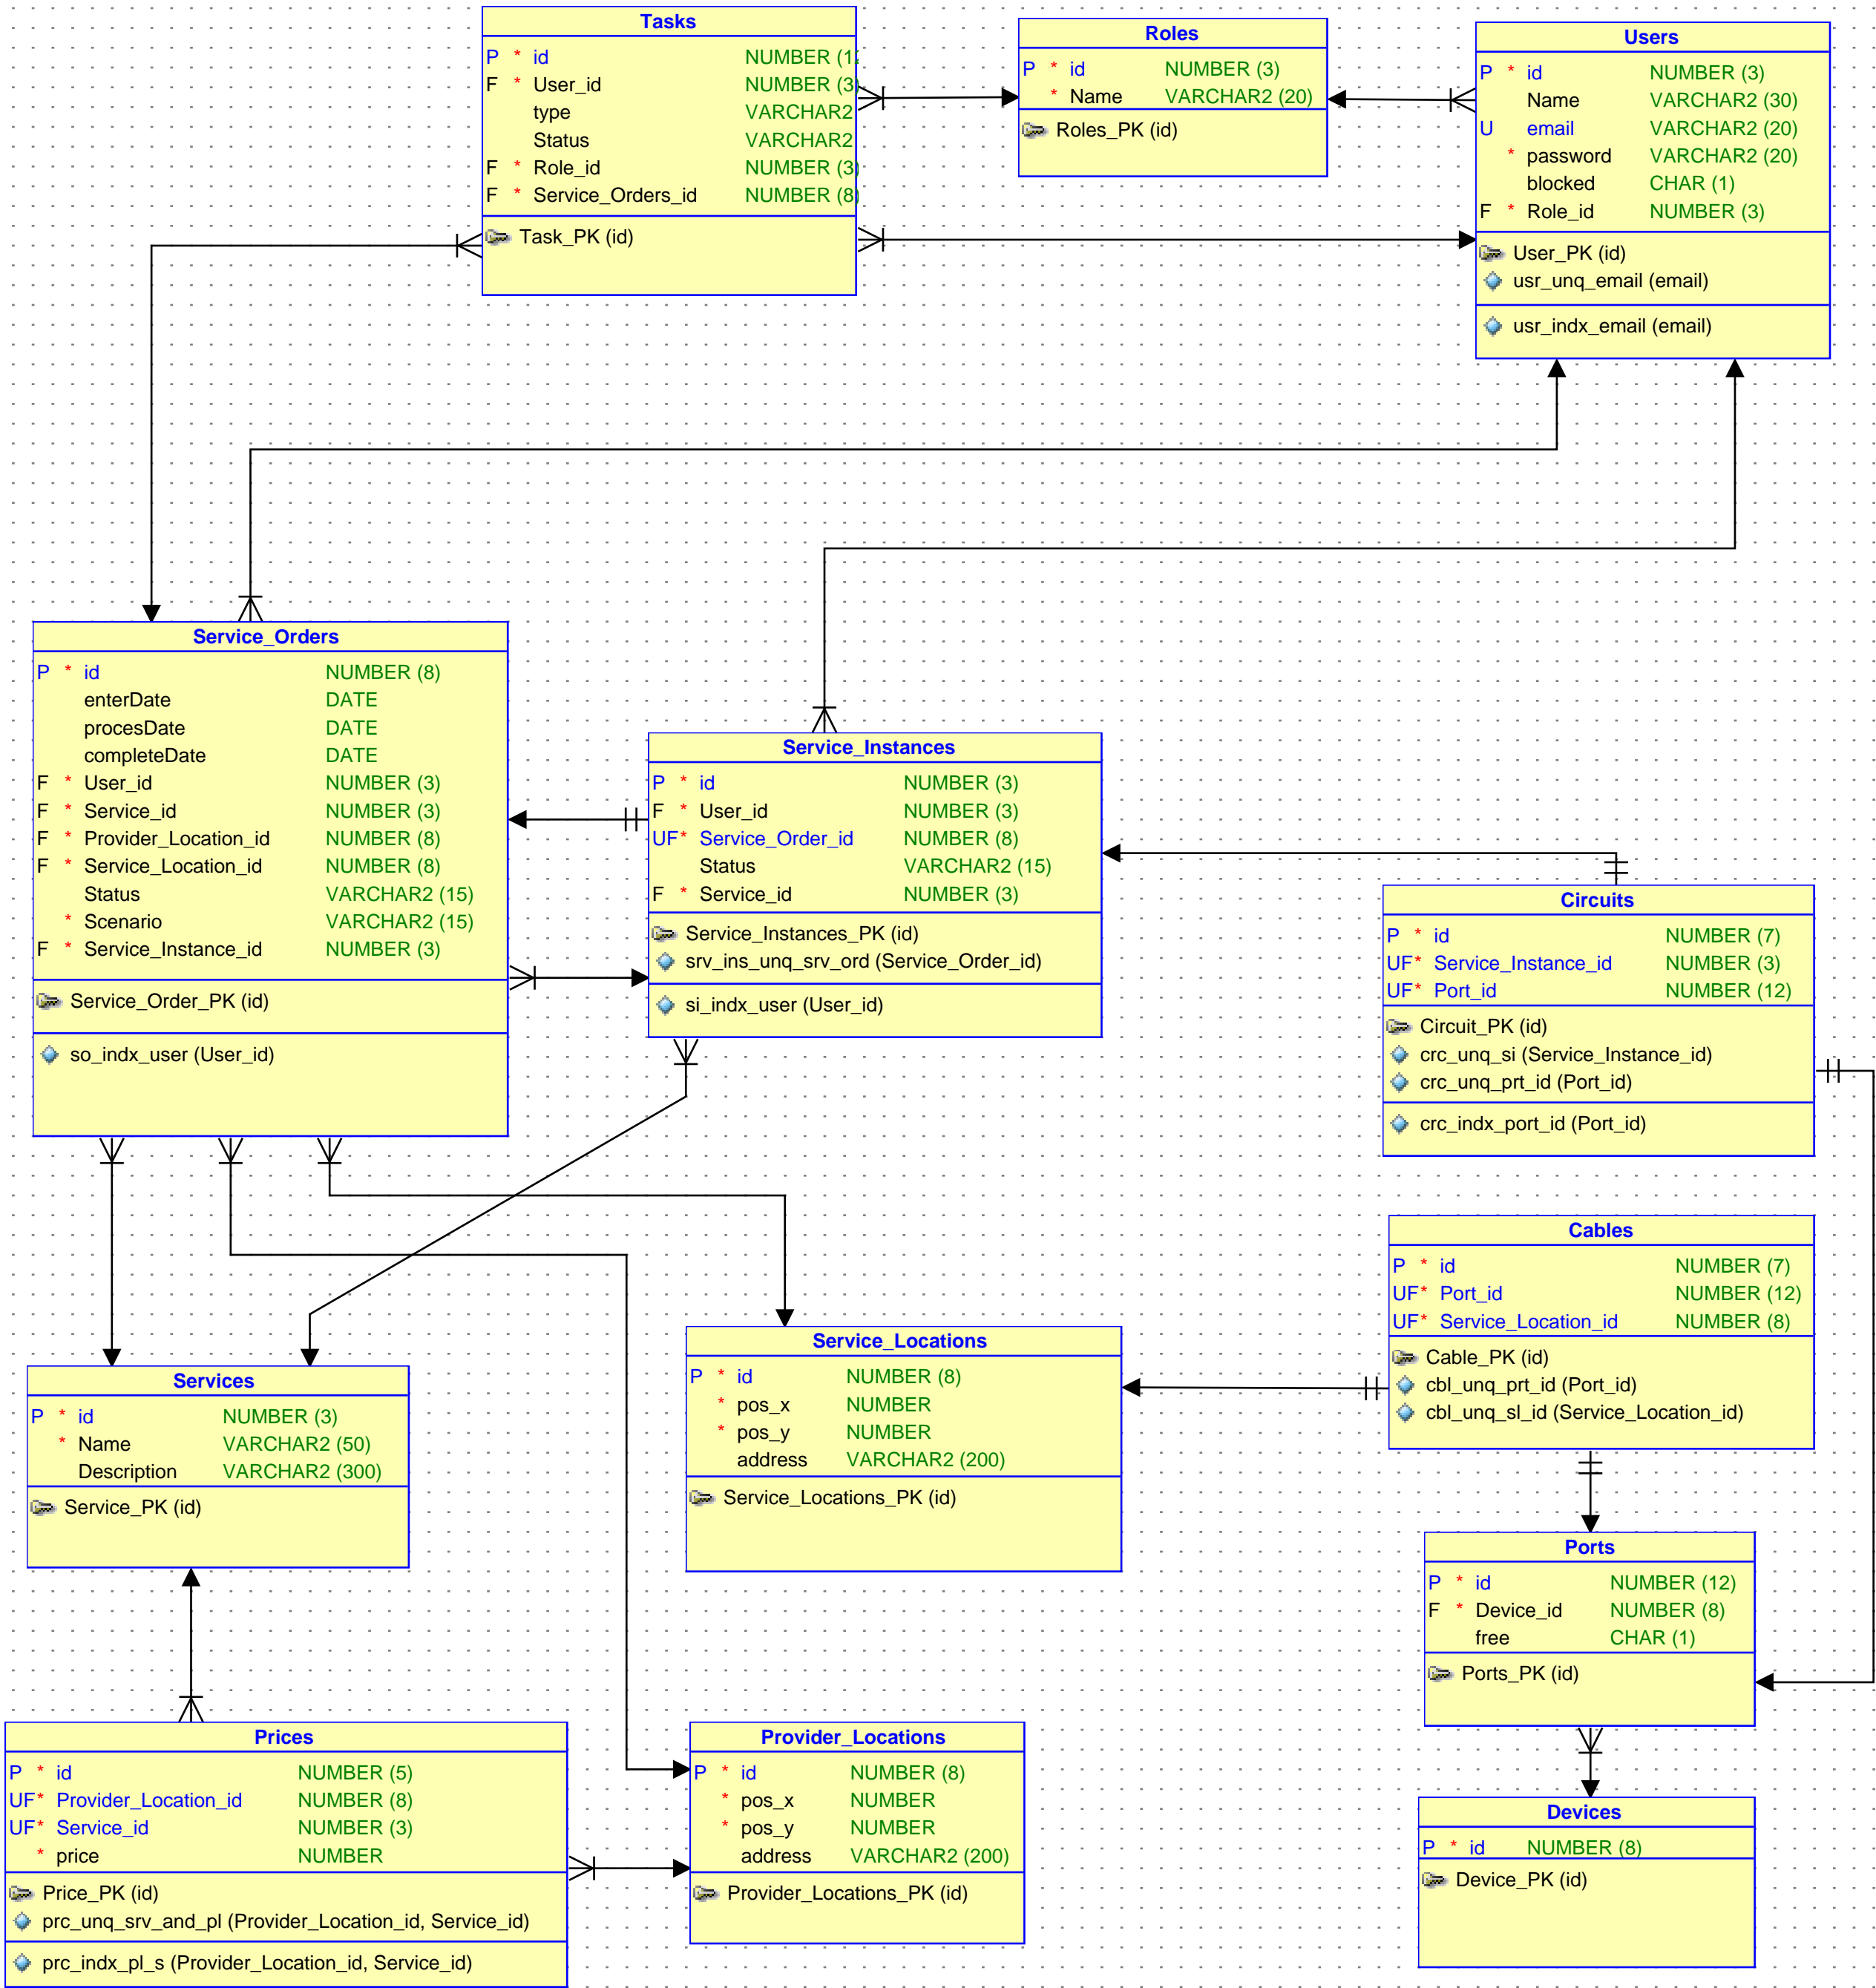 Tasks
P * id NUMBER (1
F * User_id NUMBER (3)
type VARCHAR2
Status VARCHAR2
F * Role_id NUMBER (3)
F * Service_Orders_id NUMBER (8)
Task_PK (id)
Roles
P * id NUMBER (3)
* Name VARCHAR2 (20)
Roles_PK (id)
Users
P * id NUMBER (3)
Name VARCHAR2 (30)
U email VARCHAR2 (20)
* password VARCHAR2 (20)
blocked CHAR (1)
F * Role_id NUMBER (3)
User_PK (id)
usr_unq_email (email)
usr_indx_email (email)
Service_Orders
P * id NUMBER (8)
enterDate DATE
procesDate DATE
completeDate DATE
F * User_id NUMBER (3)
F * Service_id NUMBER (3)
F * Provider_Location_id NUMBER (8)
F * Service_Location_id NUMBER (8)
Status VARCHAR2 (15)
* Scenario VARCHAR2 (15)
F * Service_Instance_id NUMBER (3)
Service_Order_PK (id)
so_indx_user (User_id)
Service_Instances
P * id NUMBER (3)
F * User_id NUMBER (3)
UF* Service_Order_id NUMBER (8)
Status VARCHAR2 (15)
F * Service_id NUMBER (3)
Service_Instances_PK (id)
srv_ins_unq_srv_ord (Service_Order_id)
si_indx_user (User_id)
Circuits
P * id NUMBER (7)
UF* Service_Instance_id NUMBER (3)
UF* Port_id NUMBER (12)
Circuit_PK (id)
crc_unq_si (Service_Instance_id)
crc_unq_prt_id (Port_id)
crc_indx_port_id (Port_id)
Cables
P * id NUMBER (7)
UF* Port_id NUMBER (12)
UF* Service_Location_id NUMBER (8)
Cable_PK (id)
cbl_unq_prt_id (Port_id)
cbl_unq_sl_id (Service_Location_id)
Service_Locations
P * id NUMBER (8)
* pos_x NUMBER
* pos_y NUMBER
address VARCHAR2 (200)
Service_Locations_PK (id)
Services
P * id NUMBER (3)
* Name VARCHAR2 (50)
Description VARCHAR2 (300)
Service_PK (id)
Ports
P * id NUMBER (12)
F * Device_id NUMBER (8)
free CHAR (1)
Ports_PK (id)
Prices
P * id NUMBER (5)
UF* Provider_Location_id NUMBER (8)
UF* Service_id NUMBER (3)
* price NUMBER
Price_PK (id)
prc_unq_srv_and_pl (Provider_Location_id, Service_id)
prc_indx_pl_s (Provider_Location_id, Service_id)
Provider_Locations
P * id NUMBER (8)
* pos_x NUMBER
* pos_y NUMBER
address VARCHAR2 (200)
Provider_Locations_PK (id)
Devices
P * id NUMBER (8)
Device_PK (id)